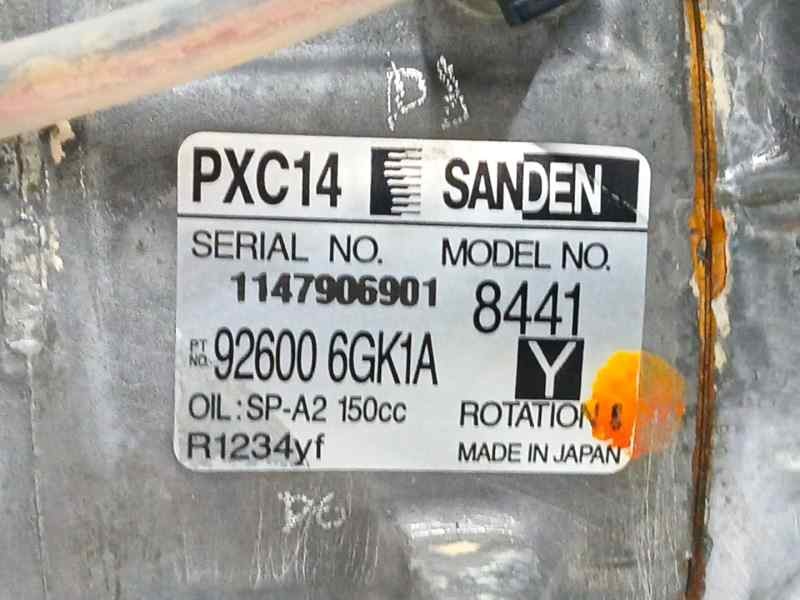 PXC14 SANDEN
SERIAL NO. MODEL NO.
1147906901 8441
PT NO. 92600 6GK1A Y
OIL:SP-A2 150cc ROTATION
R1234yf MADE IN JAPAN